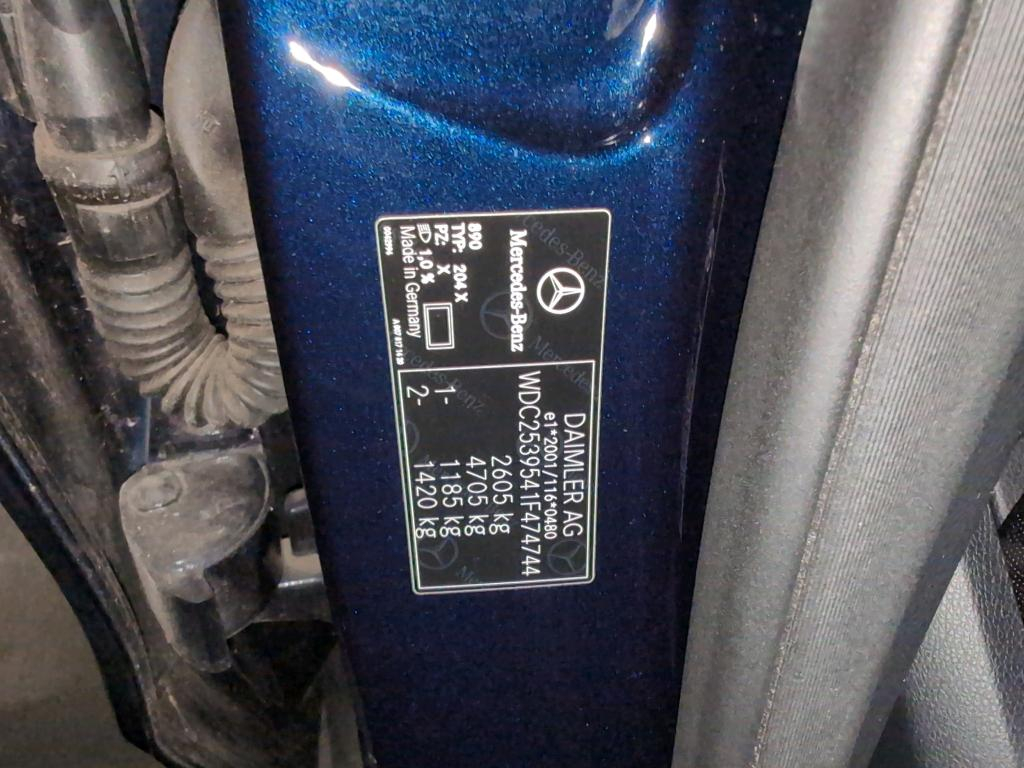 Mercedes-Benz
890
TYP: 204 X
PZ: X
1,0 %
Made in Germany
DAIMLER AG
e1*2001/116*0480
WDC2539541F474744
2605 kg
4705 kg
1- 1185 kg
2- 1420 kg